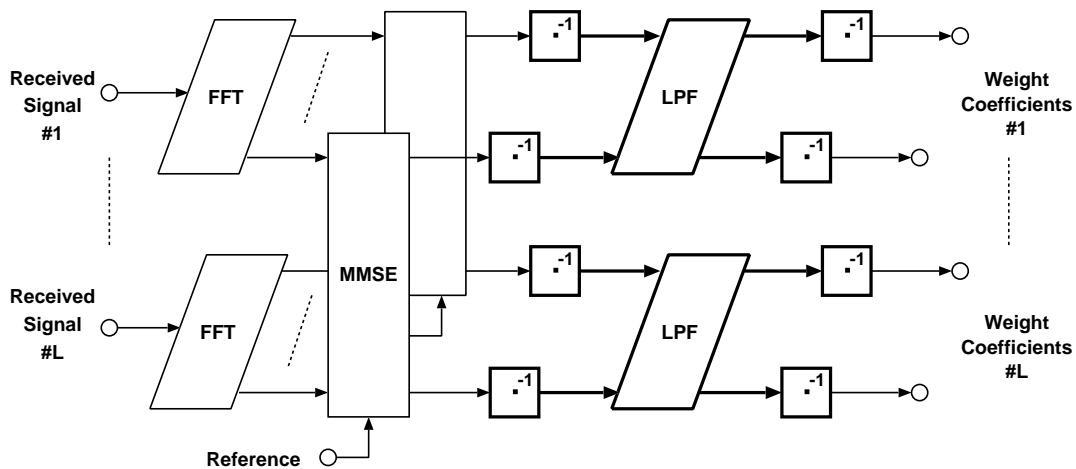 Received
Signal
#1
FFT
.-1
LPF
.-1
Weight
Coefficients
#1
.-1
.-1
MMSE
Received
Signal
#L
FFT
.-1
LPF
.-1
Weight
Coefficients
#L
.-1
.-1
Reference